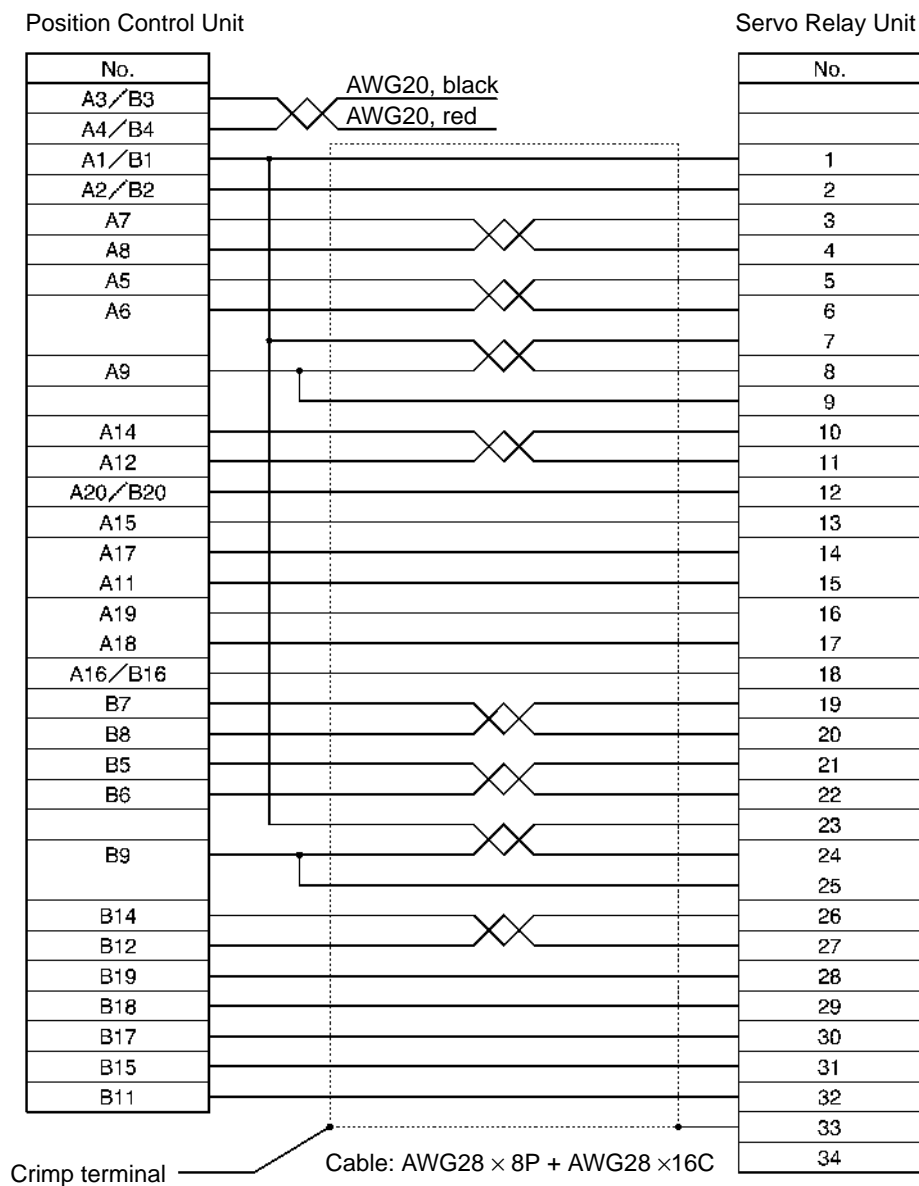 Position Control Unit Servo Relay Unit
No. No.
A3/B3 AWG20, black
A4/B4 AWG20, red
A1/B1 1
A2/B2 2
A7 3
A8 4
A5 5
A6 6
7
A9 8
9
A14 10
A12 11
A20/B20 12
A15 13
A17 14
A11 15
A19 16
A18 17
A16/B16 18
B7 19
B8 20
B5 21
B6 22
23
B9 24
25
B14 26
B12 27
B19 28
B18 29
B17 30
B15 31
B11 32
33
Crimp terminal Cable: AWG28 × 8P + AWG28 ×16C 34